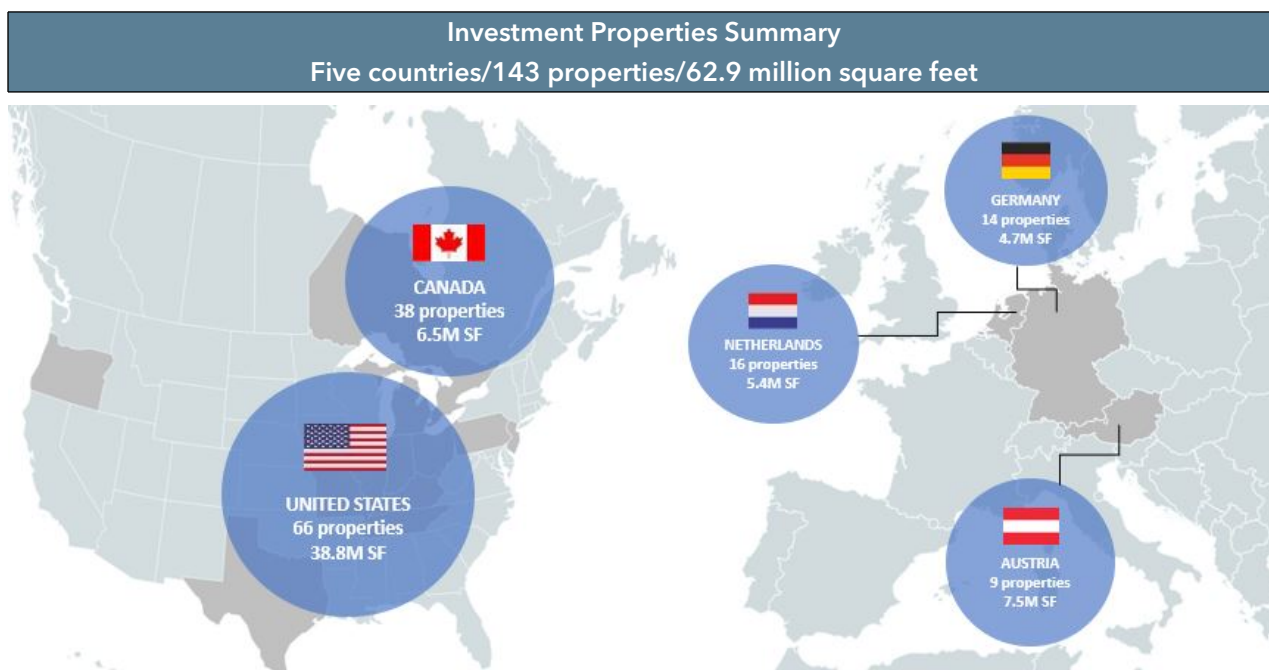 Investment Properties Summary
Five countries/143 properties/62.9 million square feet
CANADA
38 properties
6.5M SF
UNITED STATES
66 properties
38.8M SF
GERMANY
14 properties
4.7M SF
NETHERLANDS
16 properties
5.4M SF
AUSTRIA
9 properties
7.5M SF